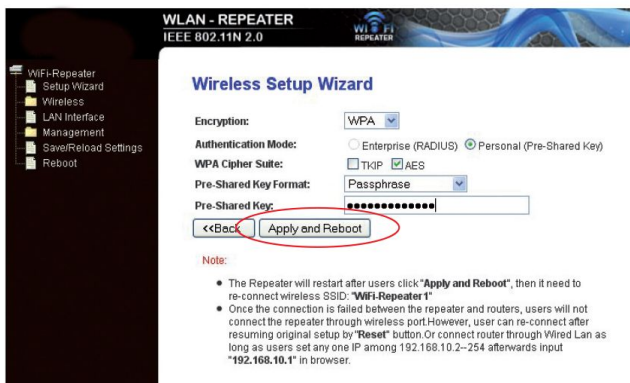 WLAN - REPEATER
IEEE 802.11N 2.0
WI FI
REPEATER
WiFi-Repeater
Setup Wizard
Wireless
LAN Interface
Management
Save/Reload Settings
Reboot
Wireless Setup Wizard
Encryption: WPA
Authentication Mode: Enterprise (RADIUS) Personal (Pre-Shared Key)
WPA Cipher Suite: TKIP AES
Pre-Shared Key Format: Passphrase
Pre-Shared Key: •••••••••••••
<<Back Apply and Reboot
Note:
• The Repeater will restart after users click "Apply and Reboot", then it need to
re-connect wireless SSID: "WiFi-Repeater1"
• Once the connection is failed between the repeater and routers, users will not
connect the repeater through wireless port.However, user can re-connect after
resuming original setup by "Reset" button.Or connect router through Wired Lan as
long as users set any one IP among 192.168.10.2--254 afterwards input
"192.168.10.1" in browser.